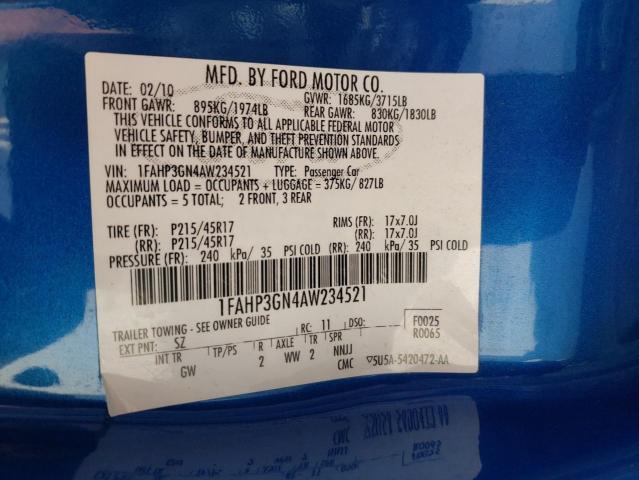 MFD. BY FORD MOTOR CO.
DATE: 02/10 GVWR: 1685KG/3715LB
FRONT GAWR: 895KG/1974LB REAR GAWR: 830KG/1830LB
THIS VEHICLE CONFORMS TO ALL APPLICABLE FEDERAL MOTOR
VEHICLE SAFETY, BUMPER, AND THEFT PREVENTION STANDARDS
IN EFFECT ON THE DATE OF MANUFACTURE SHOWN ABOVE.
VIN: 1FAHP3GN4AW234521 TYPE: Passenger Car
MAXIMUM LOAD = OCCUPANTS + LUGGAGE = 375KG/ 827LB
OCCUPANTS = 5 TOTAL; 2 FRONT, 3 REAR
TIRE (FR): P215/45R17 RIMS (FR): 17x7.0J
(RR): P215/45R17 (RR): 17x7.0J
PRESSURE (FR): 240 kPa/ 35 PSI COLD (RR): 240 kPa/ 35 PSI COLD
1FAHP3GN4AW234521
TRAILER TOWING - SEE OWNER GUIDE
RC: 11 DSO: F0025
EXT PNT: SZ R0065
INT TR TP/PS R AXLE TR SPR
GW 2 WW 2 NNJJ
CMC ▽5U5A-5420472-AA